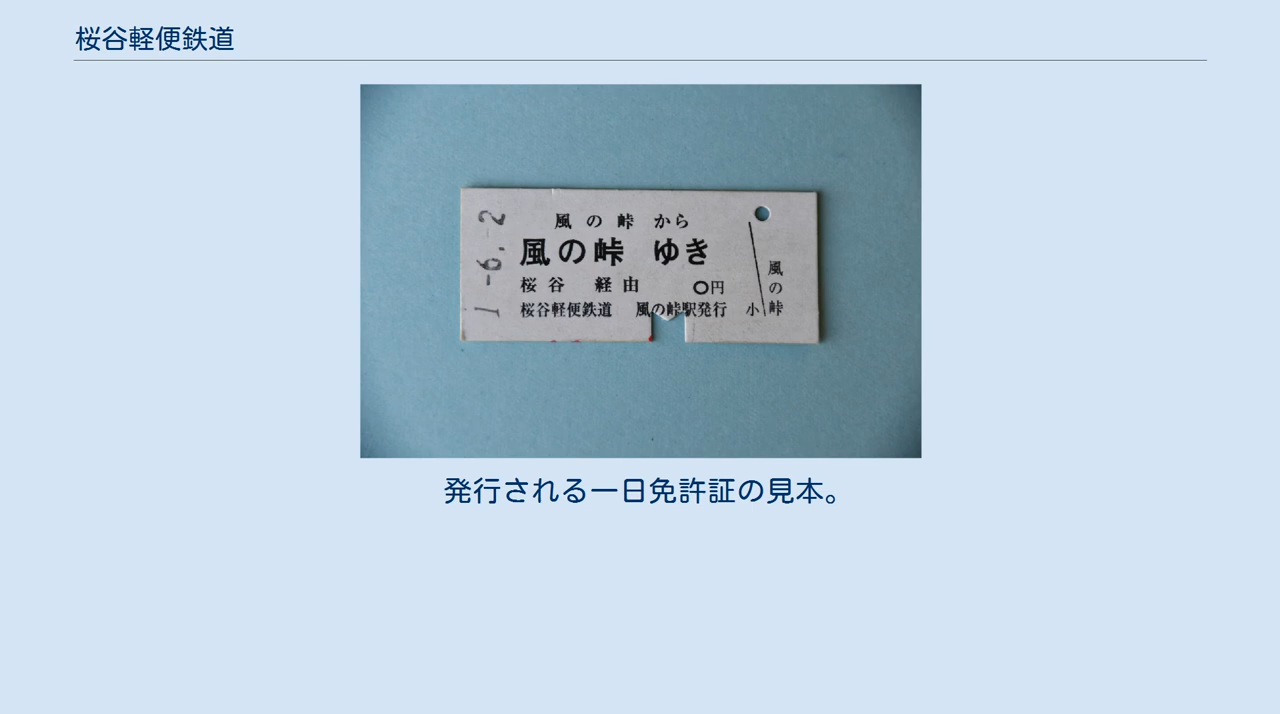 桜谷軽便鉄道
1.-6.-2
風の峠 から
風の峠 ゆき
桜谷 経由 0円
桜谷軽便鉄道 風の峠駅発行
小
風の峠
発行される一日免許証の見本。